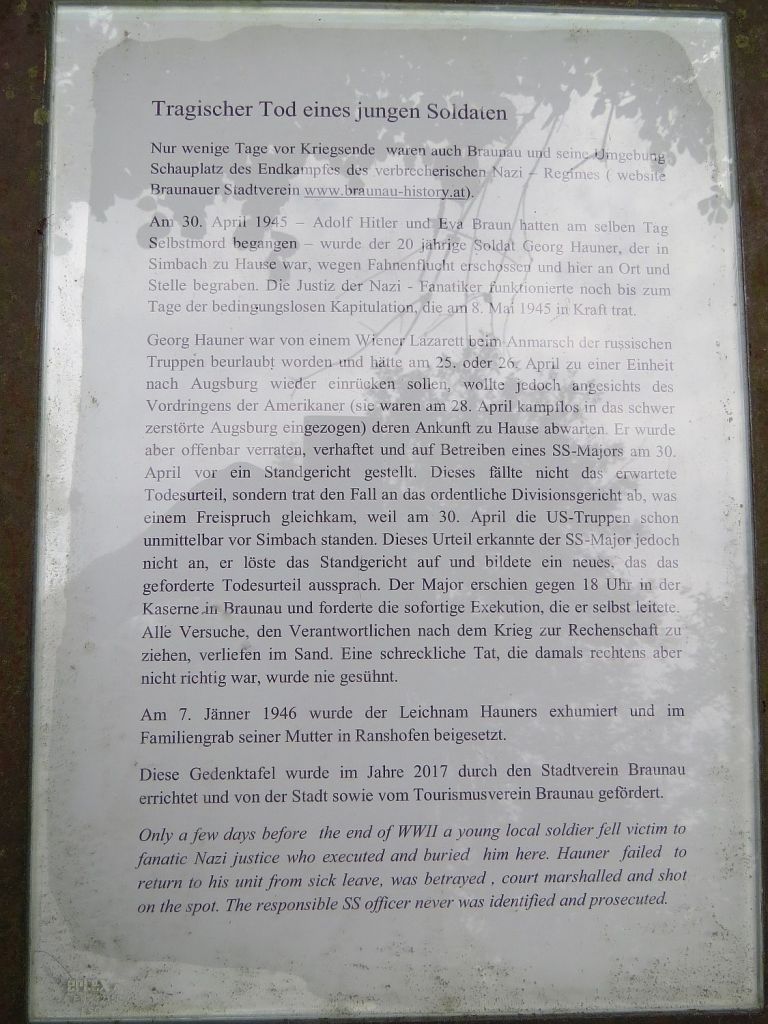 Tragischer Tod eines jungen Soldaten
Nur wenige Tage vor Kriegsende waren auch Braunau und seine Umgebung
Schauplatz des Endkampfes des verbrecherischen Nazi – Regimes ( website
Braunauer Stadtverein www.braunau-history.at).
Am 30. April 1945 – Adolf Hitler und Eva Braun hatten am selben Tag
Selbstmord begangen – wurde der 20 jährige Soldat Georg Hauner, der in
Simbach zu Hause war, wegen Fahnenflucht erschossen und hier an Ort und
Stelle begraben. Die Justiz der Nazi - Fanatiker funktionierte noch bis zum
Tage der bedingungslosen Kapitulation, die am 8. Mai 1945 in Kraft trat.
Georg Hauner war von einem Wiener Lazarett beim Anmarsch der russischen
Truppen beurlaubt worden und hätte am 25. oder 26. April zu einer Einheit
nach Augsburg wieder einrücken sollen, wollte jedoch angesichts des
Vordringens der Amerikaner (sie waren am 28. April kampflos in das schwer
zerstörte Augsburg eingezogen) deren Ankunft zu Hause abwarten. Er wurde
aber offenbar verraten, verhaftet und auf Betreiben eines SS-Majors am 30.
April vor ein Standgericht gestellt. Dieses fällte nicht das erwartete
Todesurteil, sondern trat den Fall an das ordentliche Divisionsgericht ab, was
einem Freispruch gleichkam, weil am 30. April die US-Truppen schon
unmittelbar vor Simbach standen. Dieses Urteil erkannte der SS-Major jedoch
nicht an, er löste das Standgericht auf und bildete ein neues, das das
geforderte Todesurteil aussprach. Der Major erschien gegen 18 Uhr in der
Kaserne in Braunau und forderte die sofortige Exekution, die er selbst leitete.
Alle Versuche, den Verantwortlichen nach dem Krieg zur Rechenschaft zu
ziehen, verliefen im Sand. Eine schreckliche Tat, die damals rechtens aber
nicht richtig war, wurde nie gesühnt.
Am 7. Jänner 1946 wurde der Leichnam Hauners exhumiert und im
Familiengrab seiner Mutter in Ranshofen beigesetzt.
Diese Gedenktafel wurde im Jahre 2017 durch den Stadtverein Braunau
errichtet und von der Stadt sowie vom Tourismusverein Braunau gefördert.
Only a few days before the end of WWII a young local soldier fell victim to
fanatic Nazi justice who executed and buried him here. Hauner failed to
return to his unit from sick leave, was betrayed , court marshalled and shot
on the spot. The responsible SS officer never was identified and prosecuted.